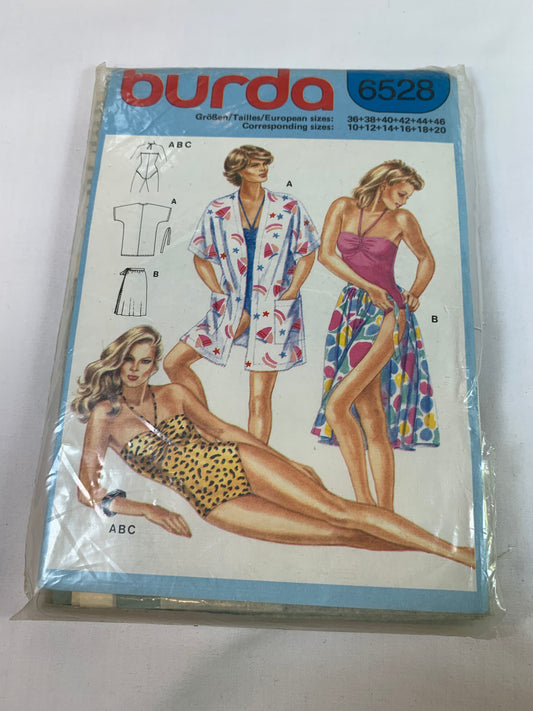 burda
6528
Größen/Tailles/European sizes: 36+38+40+42+44+46
Corresponding sizes: 10+12+14+16+18+20
ABC
A
A
B
B
ABC